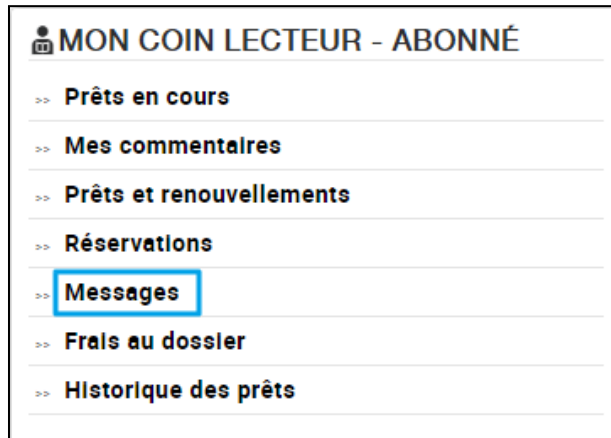 MON COIN LECTEUR - ABONNÉ
>> Prêts en cours
>> Mes commentaires
>> Prêts et renouvellements
>> Réservations
>> Messages
>> Frais au dossier
>> Historique des prêts